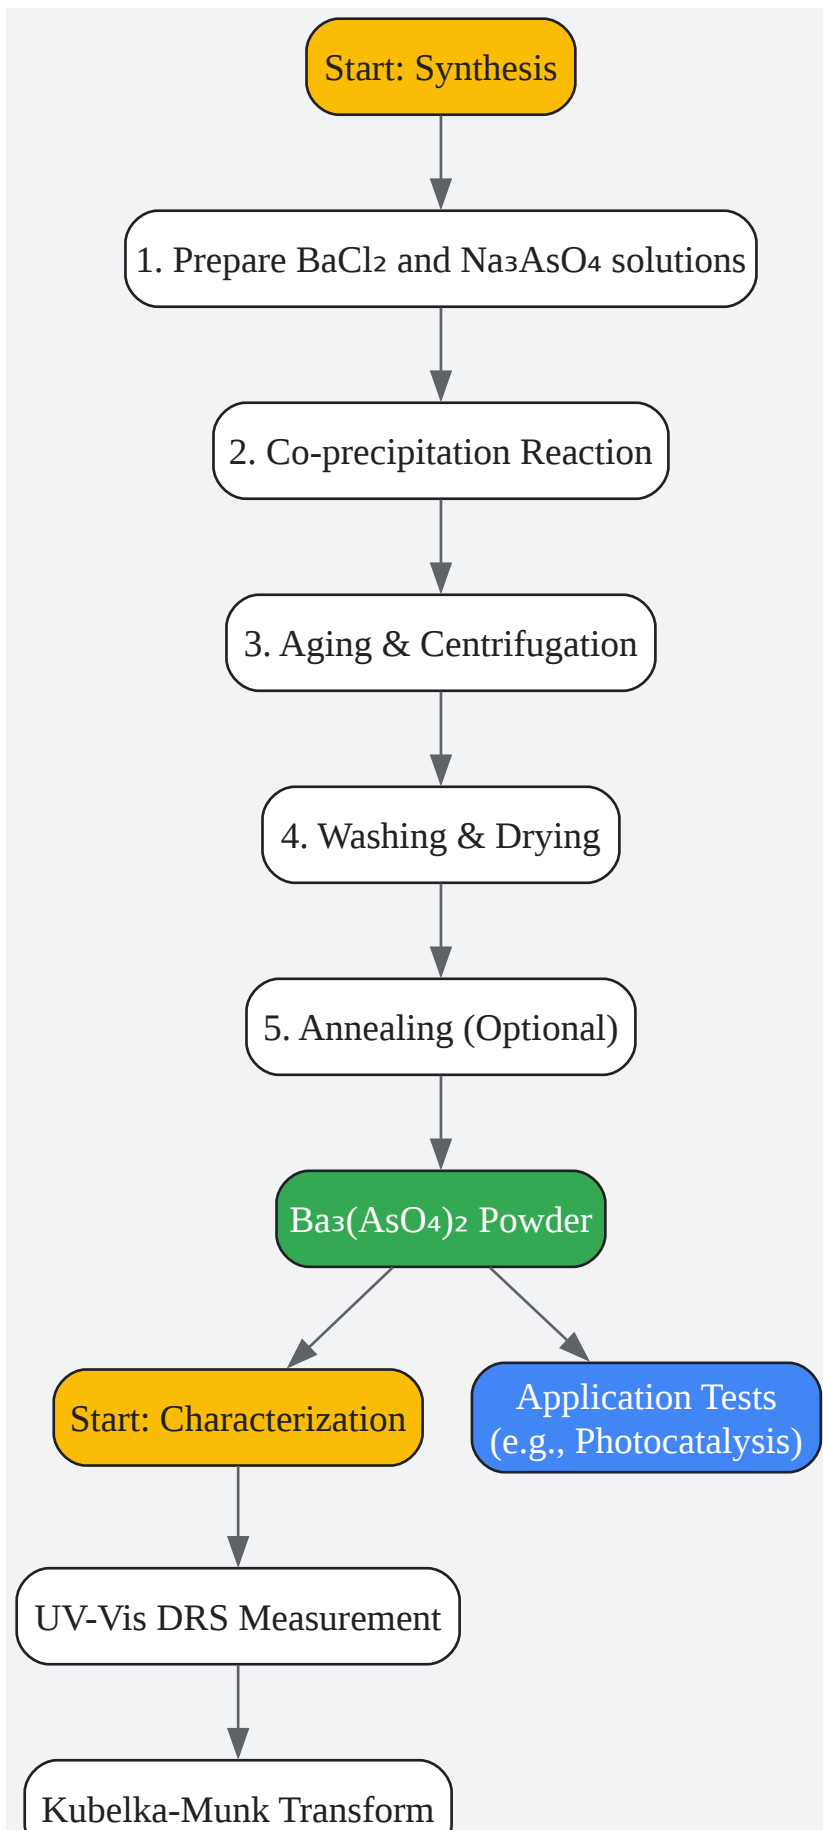 Start: Synthesis
1. Prepare BaCl₂ and Na₃AsO₄ solutions
2. Co-precipitation Reaction
3. Aging & Centrifugation
4. Washing & Drying
5. Annealing (Optional)
Ba₃(AsO₄)₂ Powder
Start: Characterization
Application Tests
(e.g., Photocatalysis)
UV-Vis DRS Measurement
Kubelka-Munk Transform